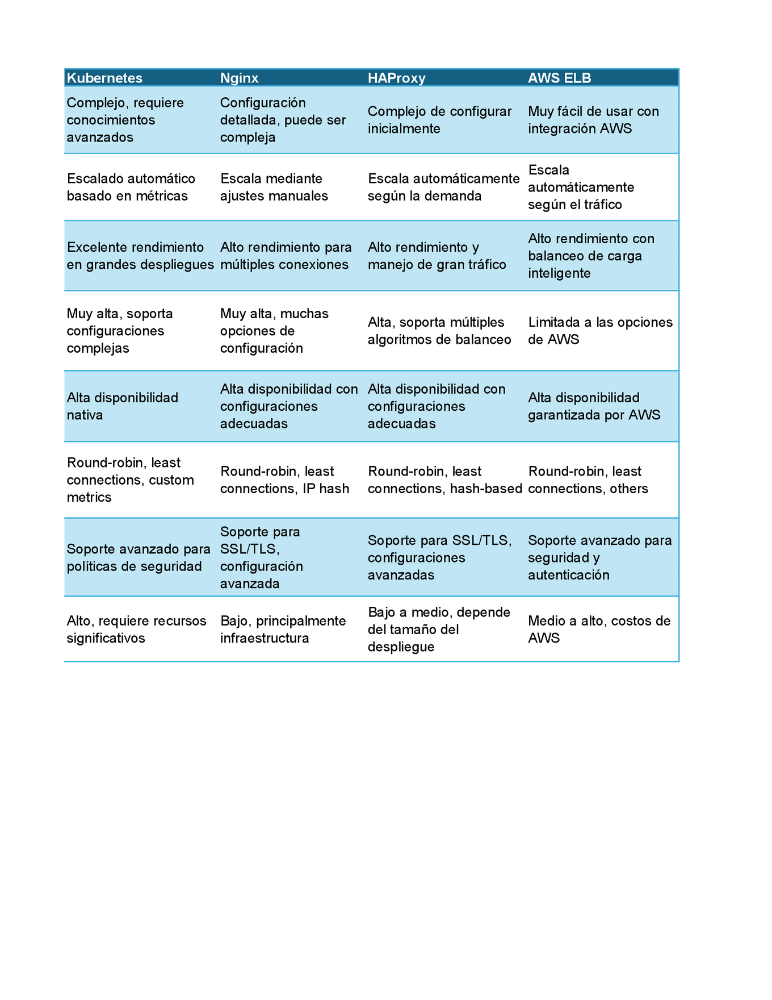 Kubernetes Nginx HAProxy AWS ELB
Complejo, requiere
conocimientos
avanzados
Configuración
detallada, puede ser
compleja
Complejo de configurar
inicialmente
Muy fácil de usar con
integración AWS
Escalado automático
basado en métricas
Escala mediante
ajustes manuales
Escala automáticamente
según la demanda
Escala
automáticamente
según el tráfico
Excelente rendimiento
en grandes despliegues
Alto rendimiento para
múltiples conexiones
Alto rendimiento y
manejo de gran tráfico
Alto rendimiento con
balanceo de carga
inteligente
Muy alta, soporta
configuraciones
complejas
Muy alta, muchas
opciones de
configuración
Alta, soporta múltiples
algoritmos de balanceo
Limitada a las opciones
de AWS
Alta disponibilidad
nativa
Alta disponibilidad con
configuraciones
adecuadas
Alta disponibilidad con
configuraciones
adecuadas
Alta disponibilidad
garantizada por AWS
Round-robin, least
connections, custom
metrics
Round-robin, least
connections, IP hash
Round-robin, least
connections, hash-based
Round-robin, least
connections, others
Soporte avanzado para
políticas de seguridad
Soporte para
SSL/TLS,
configuración
avanzada
Soporte para SSL/TLS,
configuraciones
avanzadas
Soporte avanzado para
seguridad y
autenticación
Alto, requiere recursos
significativos
Bajo, principalmente
infraestructura
Bajo a medio, depende
del tamaño del
despliegue
Medio a alto, costos de
AWS